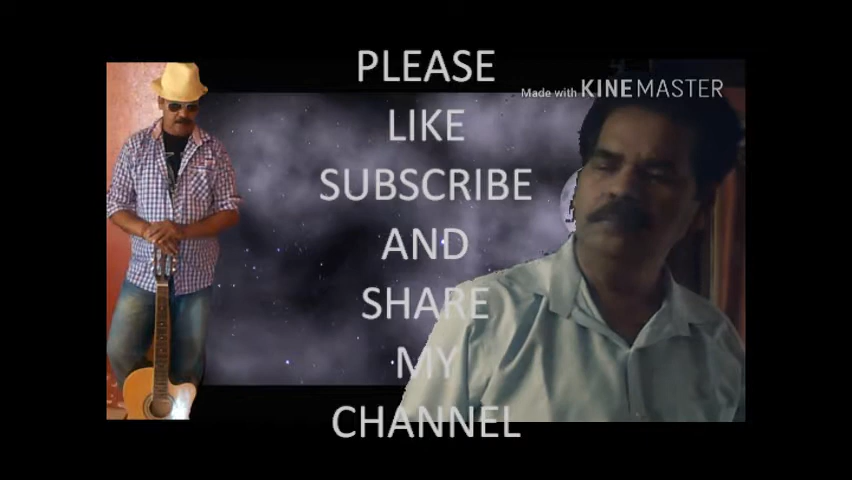 PLEASE
Made with KINEMASTER
LIKE
SUBSCRIBE
AND
SHARE
MY
CHANNEL